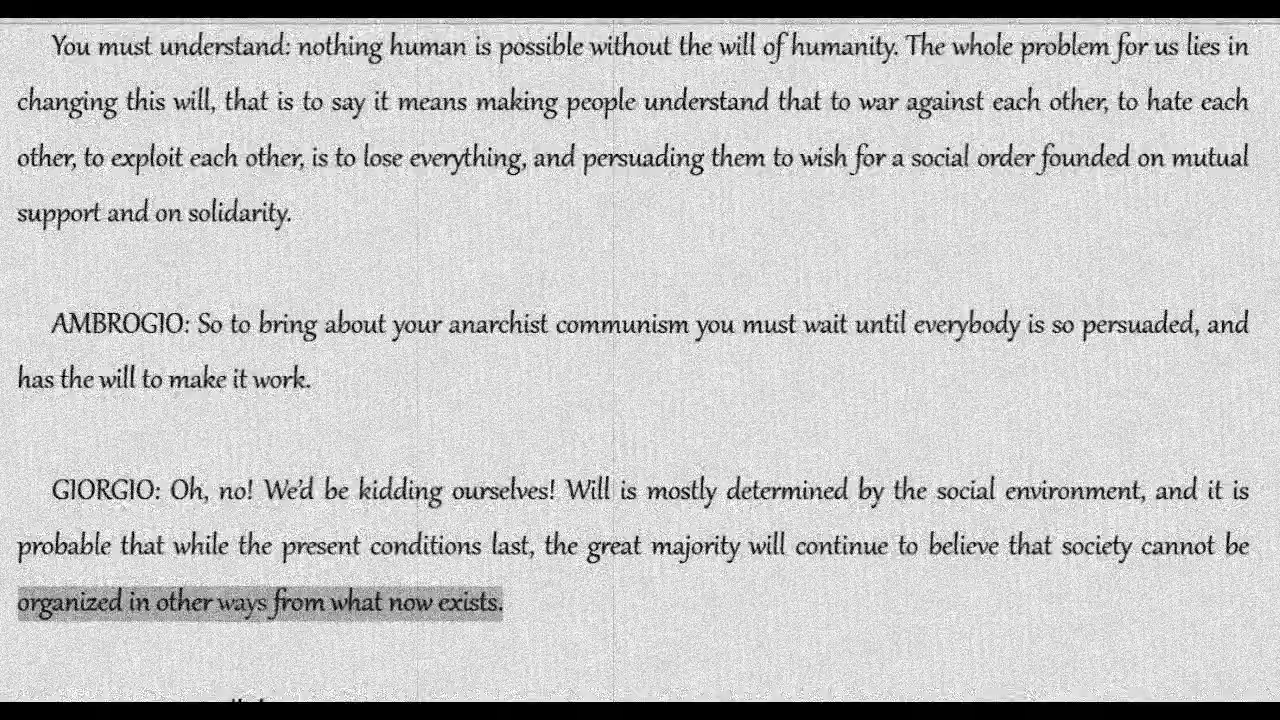 You must understand: nothing human is possible without the will of humanity. The whole problem for us lies in
changing this will, that is to say it means making people understand that to war against each other, to hate each
other, to exploit each other, is to lose everything, and persuading them to wish for a social order founded on mutual
support and on solidarity.
AMBROGIO: So to bring about your anarchist communism you must wait until everybody is so persuaded, and
has the will to make it work.
GIORGIO: Oh, no! We'd be kidding ourselves! Will is mostly determined by the social environment, and it is
probable that while the present conditions last, the great majority will continue to believe that society cannot be
organized in other ways from what now exists.